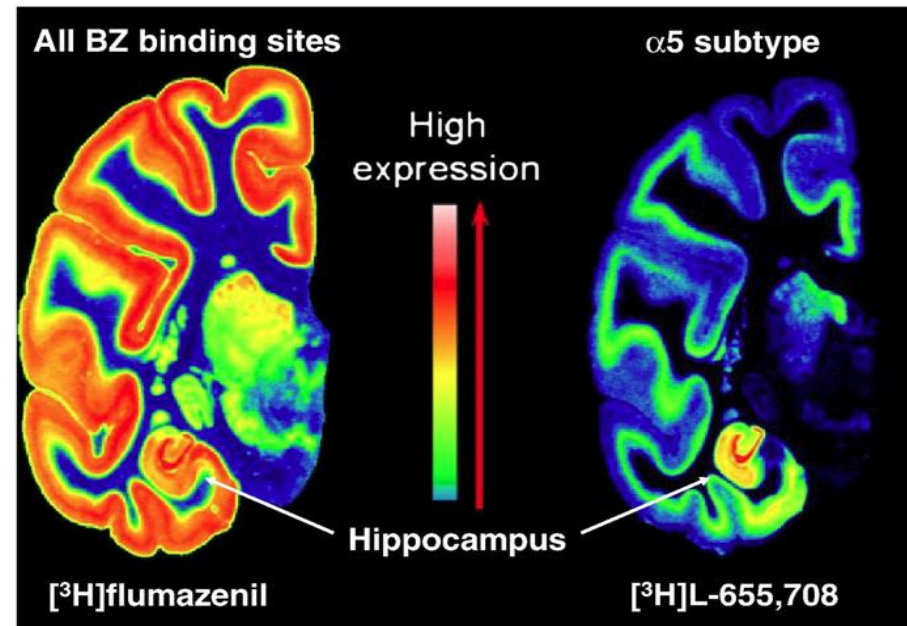 All BZ binding sites
α5 subtype
High
expression
Hippocampus
[³H]flumazenil
[³H]L-655,708